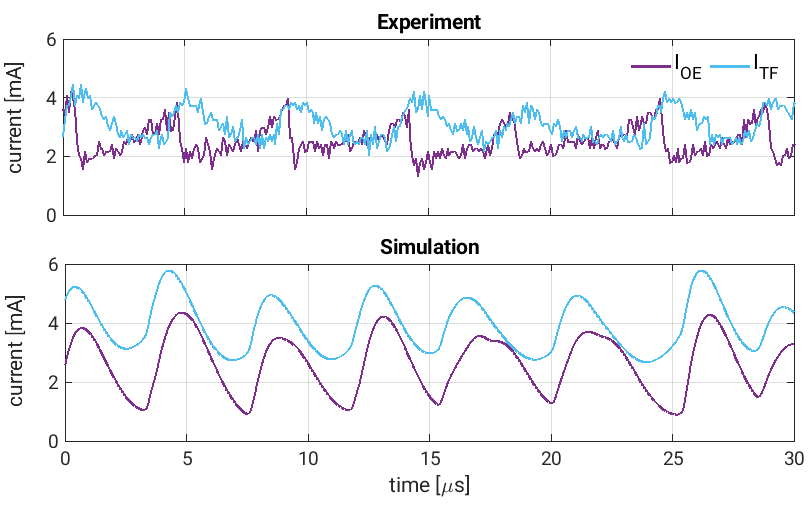 Experiment
6
I_OE I_TF
4
current [mA]
2
0
Simulation
6
4
current [mA]
2
0
0 5 10 15 20 25 30
time [μs]